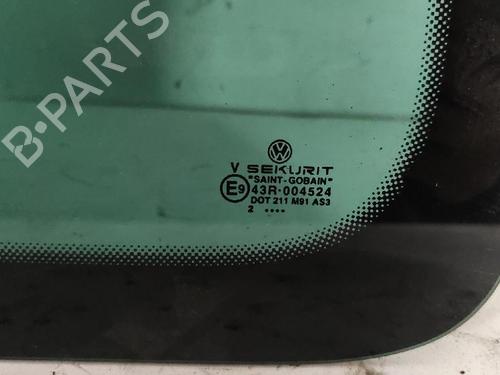 B-PARTS
V SEKURIT
"SAINT-GOBAIN"
E9 43R-004524
DOT 211 M91 AS3
2 ••••